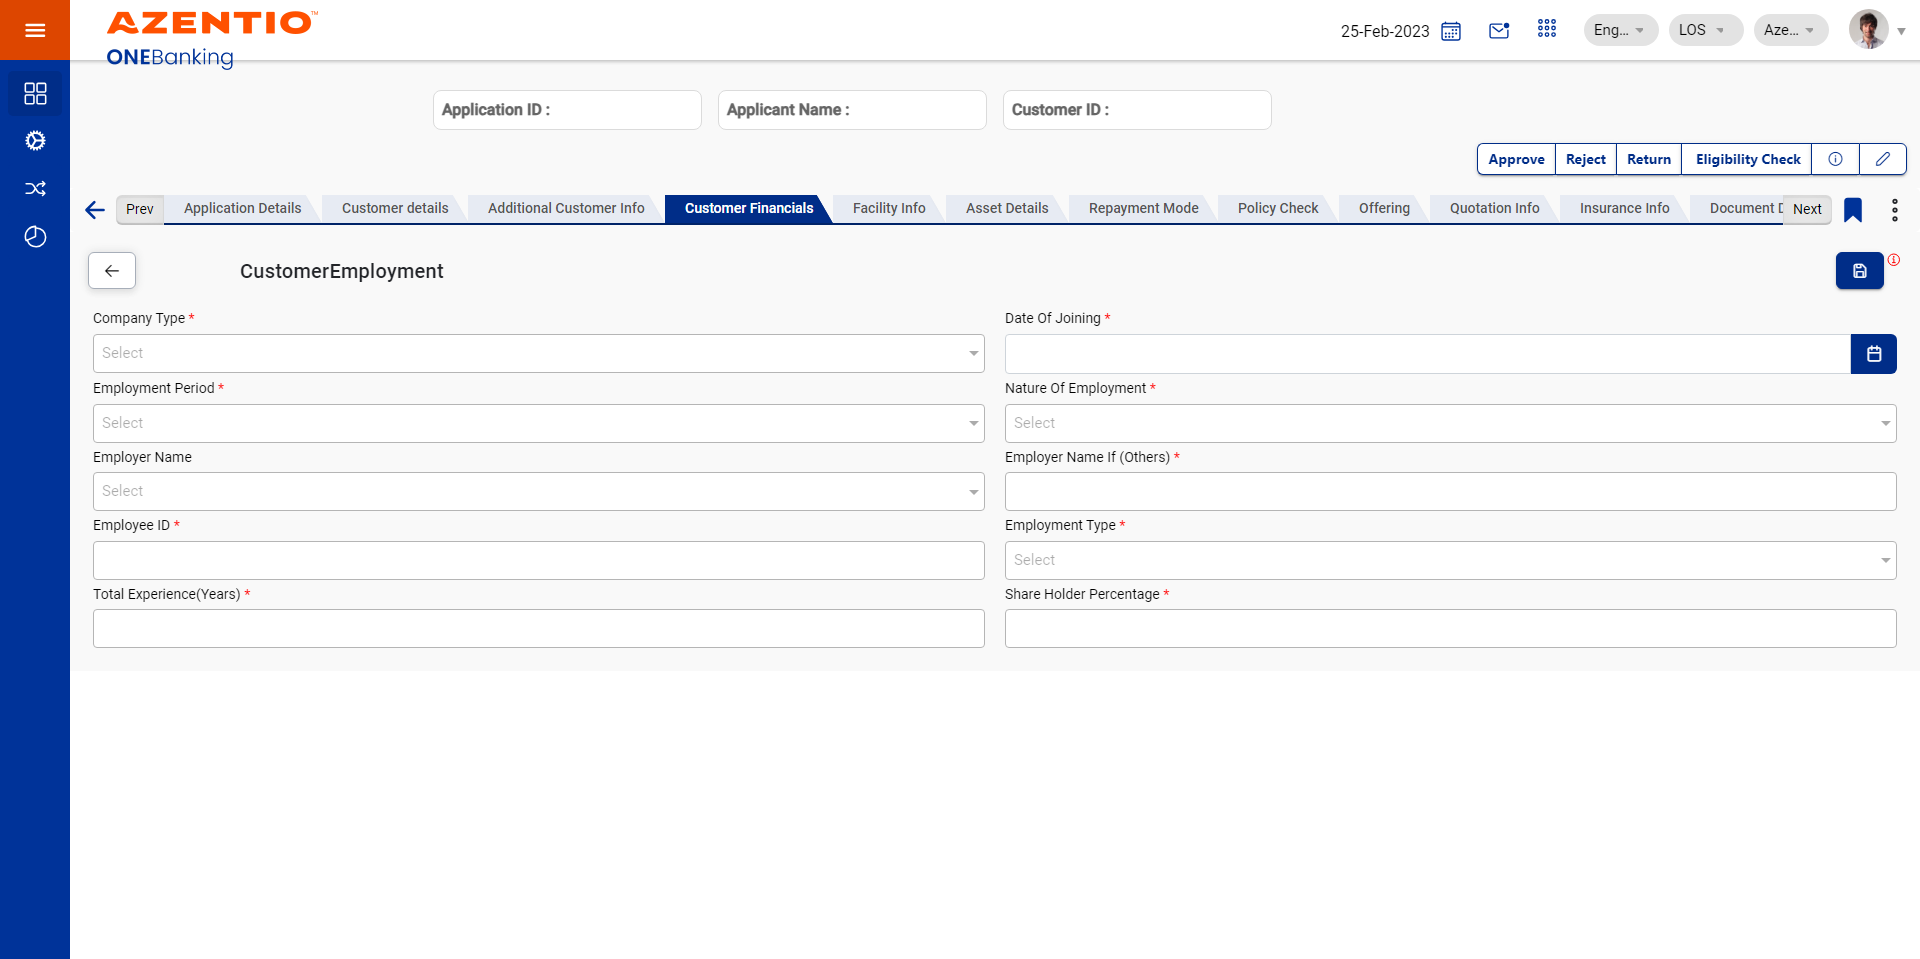 AZENTIO™
ONEBanking
25-Feb-2023
Eng...
LOS
Aze...
Application ID :
Applicant Name :
Customer ID :
Approve
Reject
Return
Eligibility Check
Prev
Application Details
Customer details
Additional Customer Info
Customer Financials
Facility Info
Asset Details
Repayment Mode
Policy Check
Offering
Quotation Info
Insurance Info
Document D
Next
CustomerEmployment
Company Type *
Date Of Joining *
Select
Employment Period *
Nature Of Employment *
Select
Select
Employer Name
Employer Name If (Others) *
Select
Employee ID *
Employment Type *
Select
Total Experience(Years) *
Share Holder Percentage *